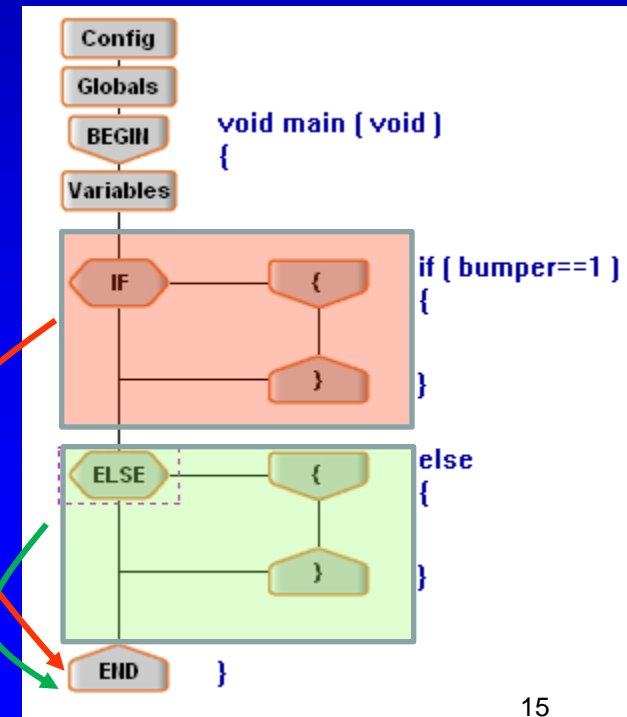 Config
Globals
BEGIN void main ( void )
{
Variables
IF { if ( bumper==1 )
{
} }
ELSE { else
{
} }
END }
15